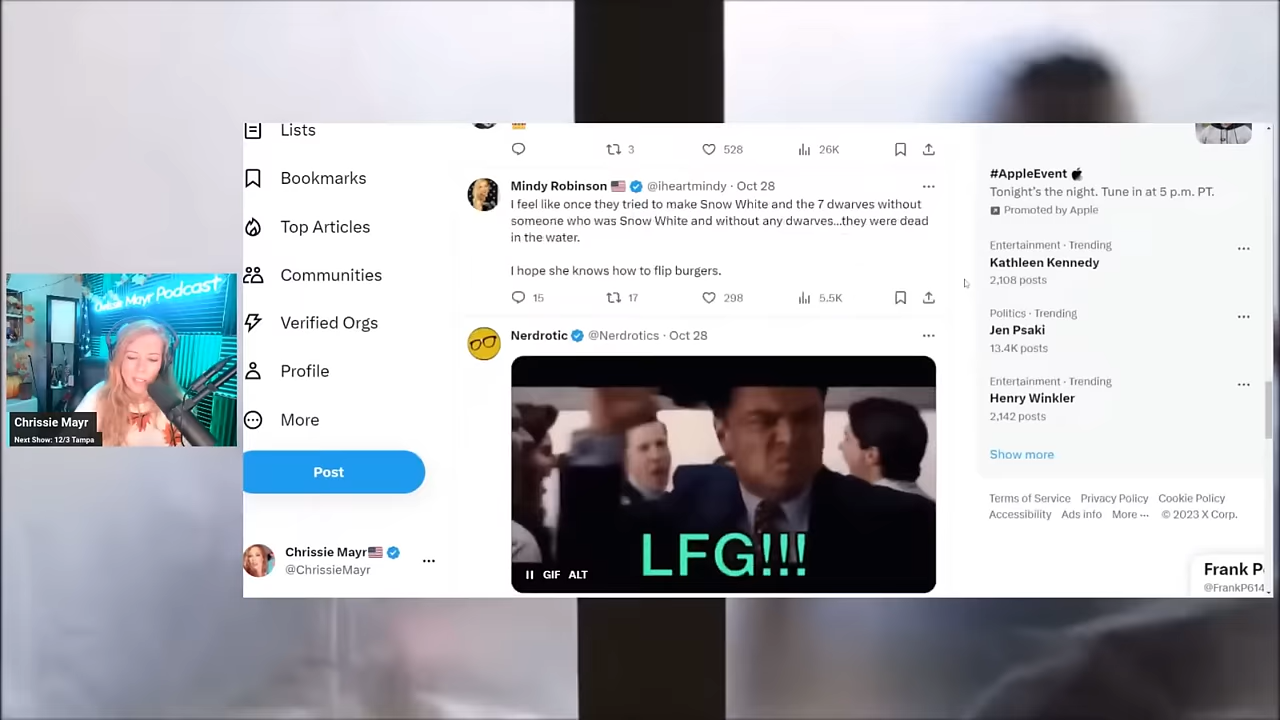 Lists
Bookmarks
Top Articles
Communities
Verified Orgs
Profile
More
Post
Chrissie Mayr
@ChrissieMayr
3
528
26K
Mindy Robinson @iheartmindy · Oct 28
I feel like once they tried to make Snow White and the 7 dwarves without
someone who was Snow White and without any dwarves...they were dead
in the water.
I hope she knows how to flip burgers.
15
17
298
5.5K
Nerdrotic @Nerdrotics · Oct 28
LFG!!!
GIF ALT
#AppleEvent
Tonight's the night. Tune in at 5 p.m. PT.
Promoted by Apple
Entertainment · Trending
Kathleen Kennedy
2,108 posts
Politics · Trending
Jen Psaki
13.4K posts
Entertainment · Trending
Henry Winkler
2,142 posts
Show more
Terms of Service Privacy Policy Cookie Policy
Accessibility Ads info More ··· © 2023 X Corp.
Frank P
@FrankP614
Chrissie Mayr Podcast
Chrissie Mayr
Next Show: 12/3 Tampa